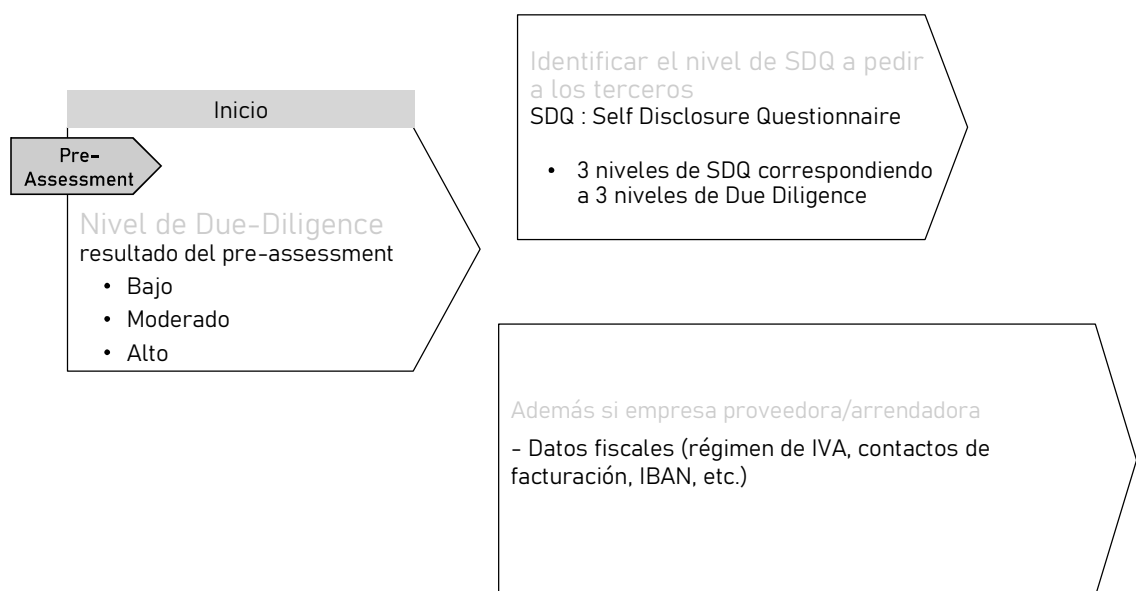 Inicio
Pre-
Assessment
Nivel de Due-Diligence
resultado del pre-assessment
• Bajo
• Moderado
• Alto
Identificar el nivel de SDQ a pedir
a los terceros
SDQ : Self Disclosure Questionnaire
• 3 niveles de SDQ correspondiendo
a 3 niveles de Due Diligence
Además si empresa proveedora/arrendadora
- Datos fiscales (régimen de IVA, contactos de
facturación, IBAN, etc.)